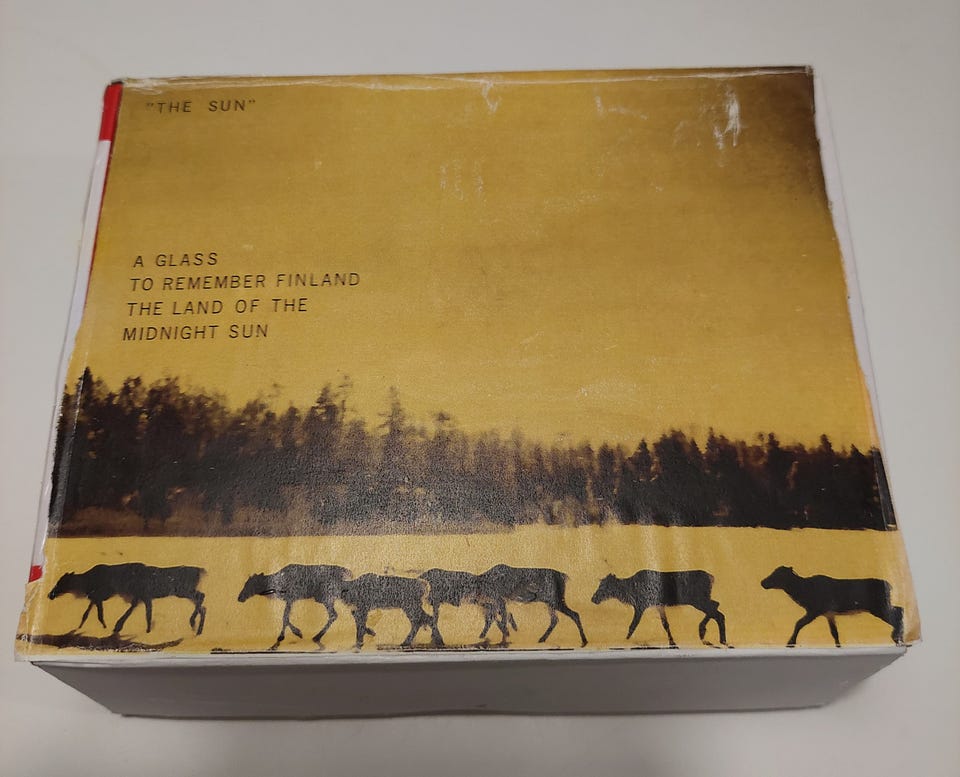 "THE SUN"
A GLASS
TO REMEMBER FINLAND
THE LAND OF THE
MIDNIGHT SUN